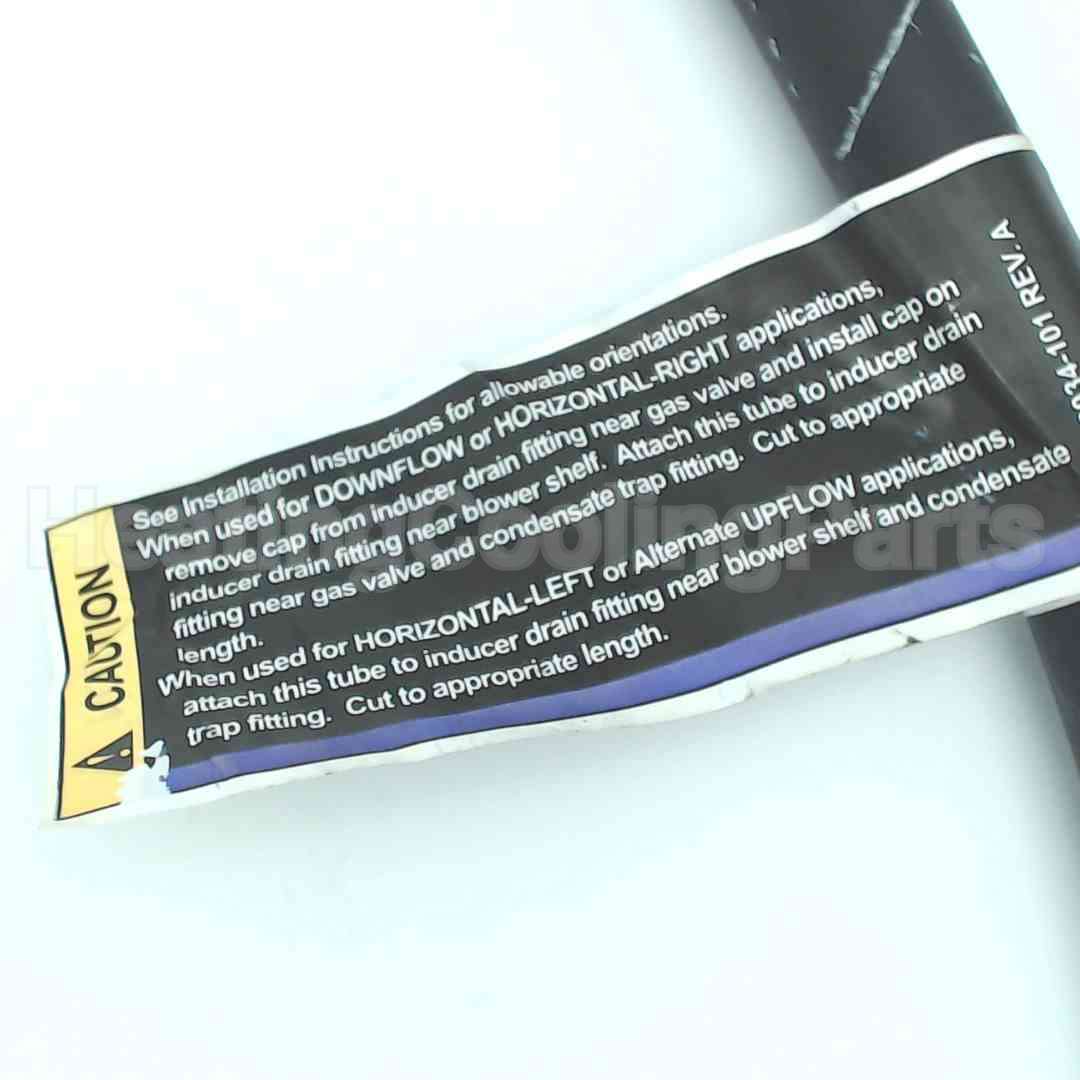 CAUTION
See Installation Instructions for allowable orientations.
When used for DOWNFLOW or HORIZONTAL-RIGHT applications,
remove cap from inducer drain fitting near gas valve and install cap on
inducer drain fitting near blower shelf. Attach this tube to inducer drain
fitting near gas valve and condensate trap fitting. Cut to appropriate
length.
When used for HORIZONTAL-LEFT or Alternate UPFLOW applications,
attach this tube to inducer drain fitting near blower shelf and condensate
trap fitting. Cut to appropriate length.
34-101 REV. A
HeatingCoolingParts